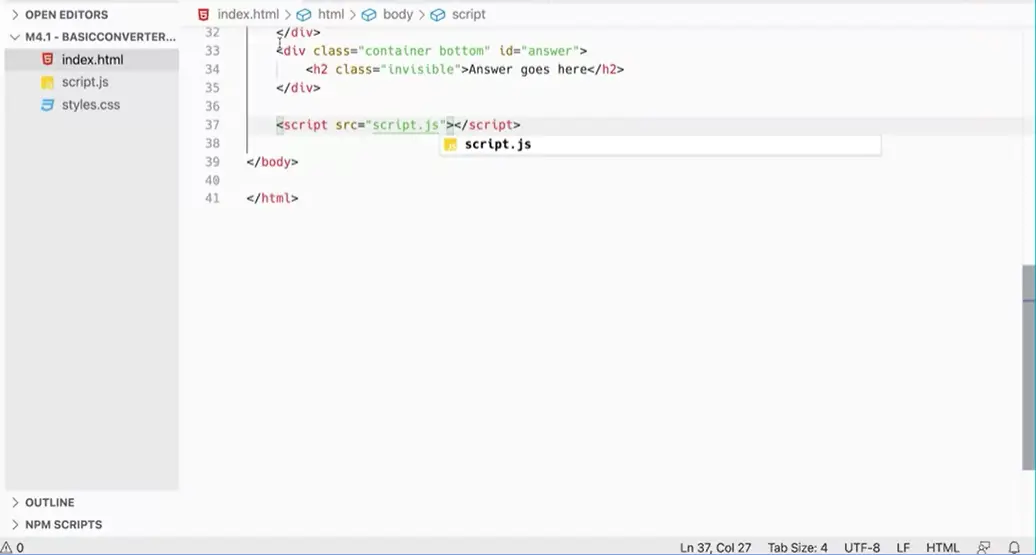 OPEN EDITORS
M4.1 - BASICCONVERTER...
index.html
script.js
styles.css
OUTLINE
NPM SCRIPTS
index.html > html > body > script
32 </div>
33 <div class="container bottom" id="answer">
34 <h2 class="invisible">Answer goes here</h2>
35 </div>
36
37 <script src="script.js"></script>
script.js
38
39 </body>
40
41 </html>
0
Ln 37, Col 27 Tab Size: 4 UTF-8 LF HTML